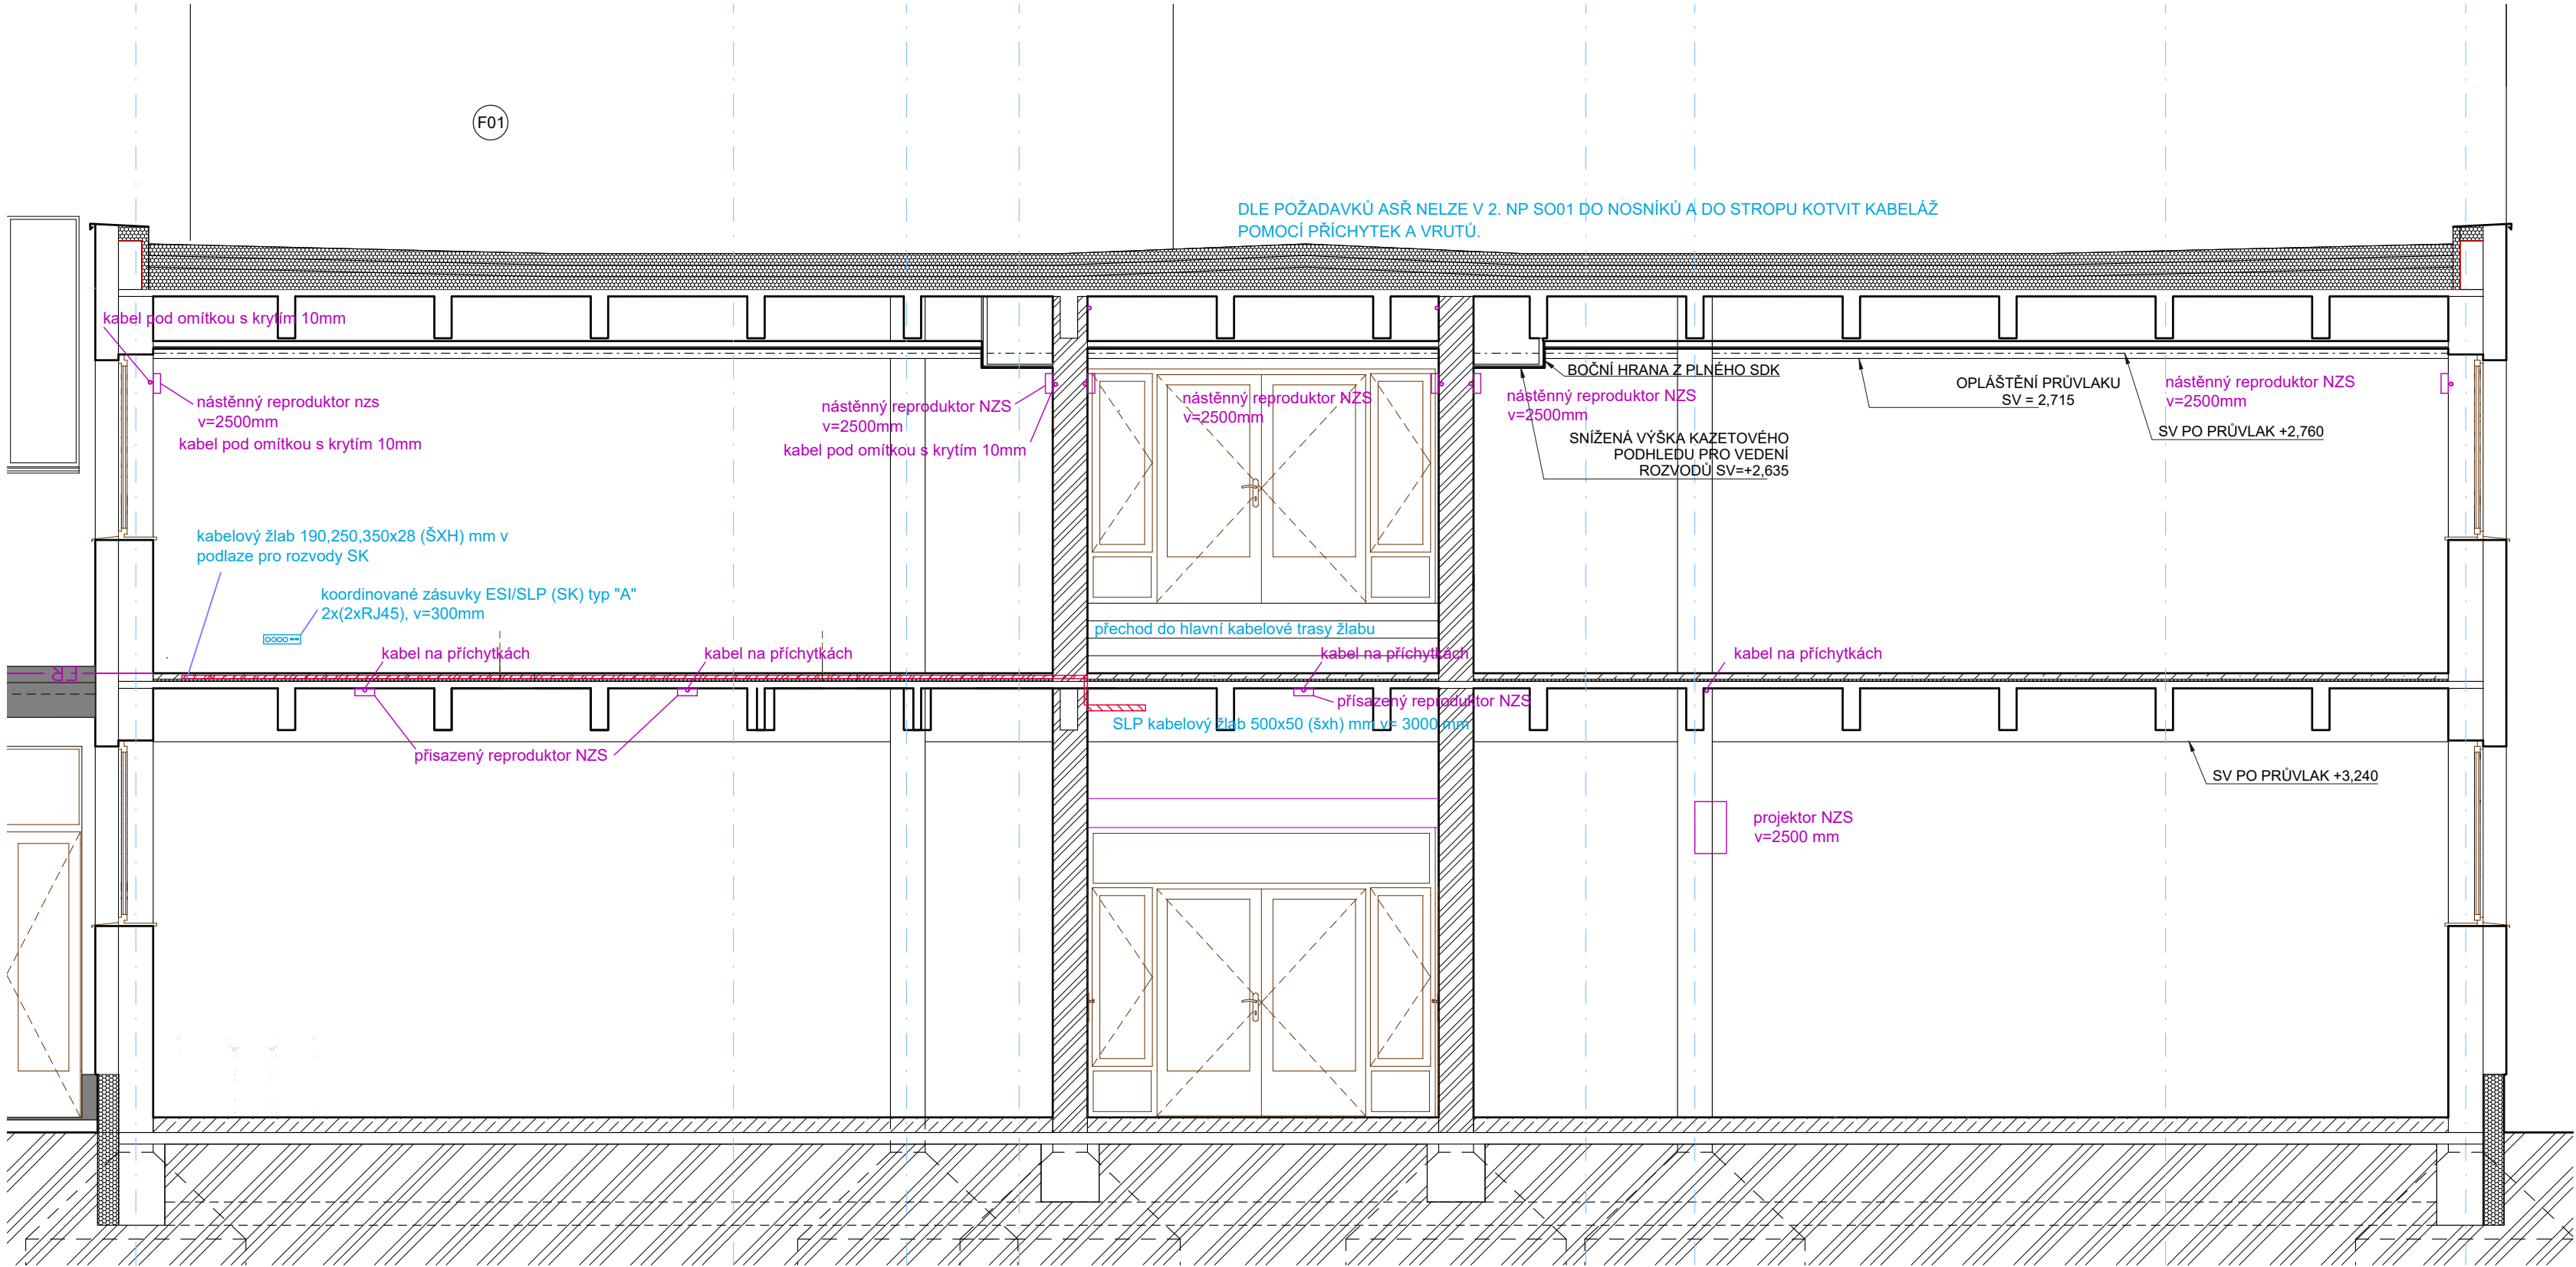 F01
DLE POŽADAVKŮ ASŘ NELZE V 2. NP SO01 DO NOSNÍKŮ A DO STROPU KOTVIT KABELÁŽ
POMOCÍ PŘÍCHYTEK A VRUTŮ.
kabel pod omítkou s krytím 10mm
nástěnný reproduktor nzs
v=2500mm
kabel pod omítkou s krytím 10mm
nástěnný reproduktor NZS
v=2500mm
kabel pod omítkou s krytím 10mm
nástěnný reproduktor NZS
v=2500mm
nástěnný reproduktor NZS
v=2500mm
BOČNÍ HRANA Z PLNÉHO SDK
SNÍŽENÁ VÝŠKA KAZETOVÉHO
PODHLEDU PRO VEDENÍ
ROZVODŮ SV=+2,635
OPLÁŠTĚNÍ PRŮVLAKU
SV = 2,715
nástěnný reproduktor NZS
v=2500mm
SV PO PRŮVLAK +2,760
kabelový žlab 190,250,350x28 (ŠXH) mm v
podlaze pro rozvody SK
koordinované zásuvky ESI/SLP (SK) typ "A"
2x(2xRJ45), v=300mm
přechod do hlavní kabelové trasy žlabu
kabel na příchytkách
kabel na příchytkách
kabel na příchytkách
kabel na příchytkách
FR
přísazený reproduktor NZS
SLP kabelový žlab 500x50 (šxh) mm v= 3000 mm
přisazený reproduktor NZS
SV PO PRŮVLAK +3,240
projektor NZS
v=2500 mm